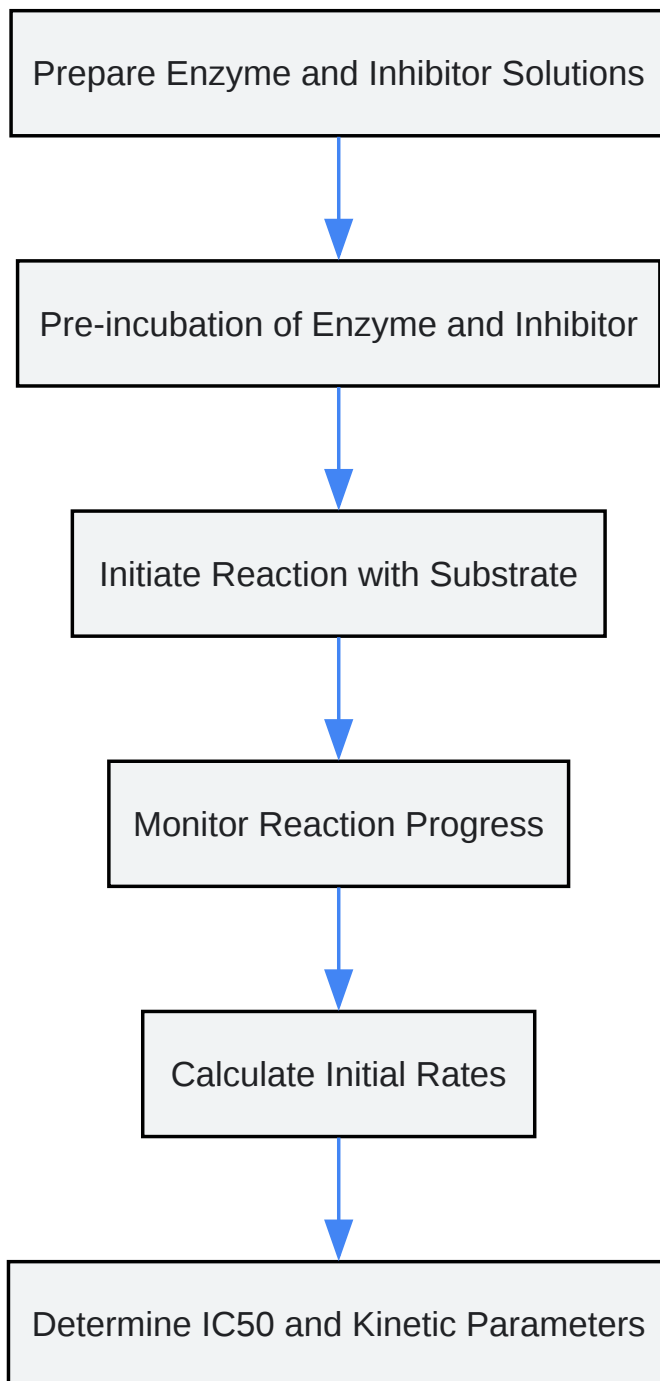 Prepare Enzyme and Inhibitor Solutions
Pre-incubation of Enzyme and Inhibitor
Initiate Reaction with Substrate
Monitor Reaction Progress
Calculate Initial Rates
Determine IC50 and Kinetic Parameters